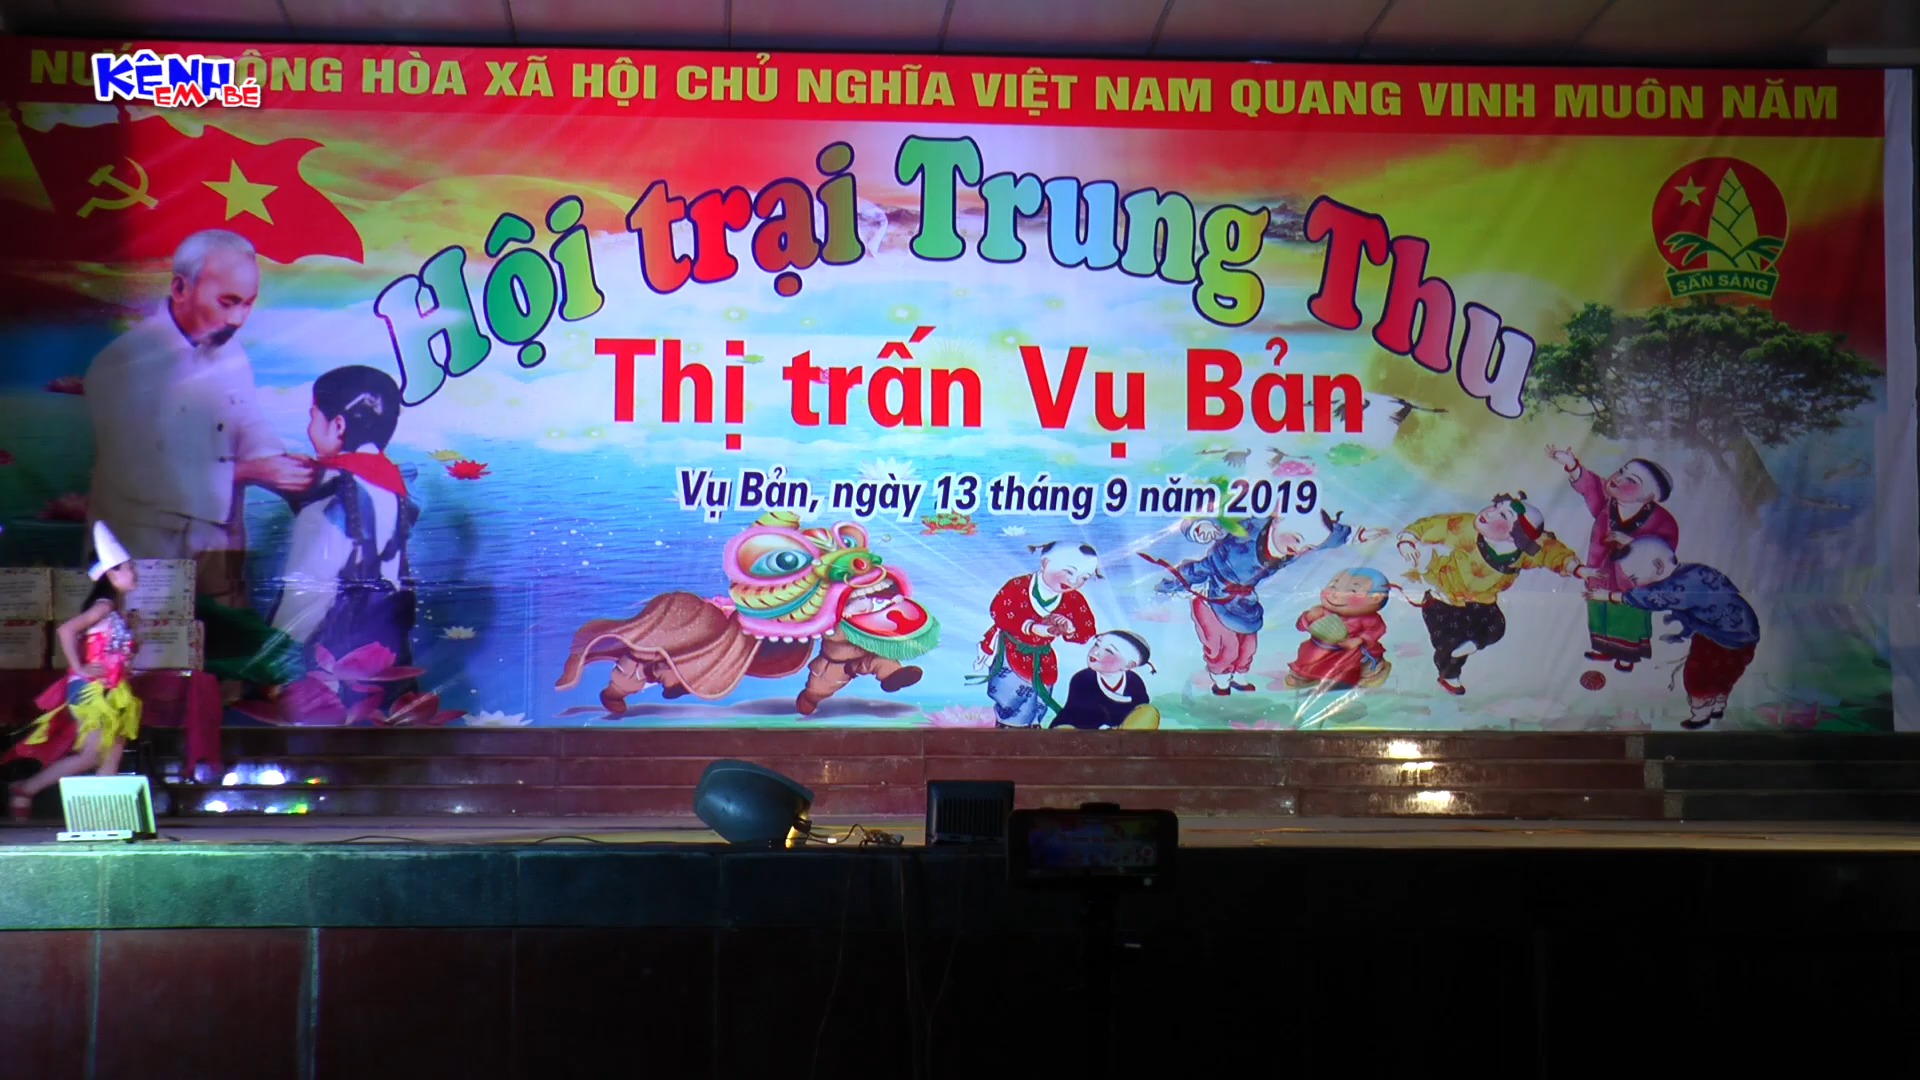 NƯỚC CỘNG HÒA XÃ HỘI CHỦ NGHĨA VIỆT NAM QUANG VINH MUÔN NĂM
KÊNH
EM BÉ
Hội trại Trung Thu
SẴN SÀNG
Thị trấn Vụ Bản
Vụ Bản, ngày 13 tháng 9 năm 2019